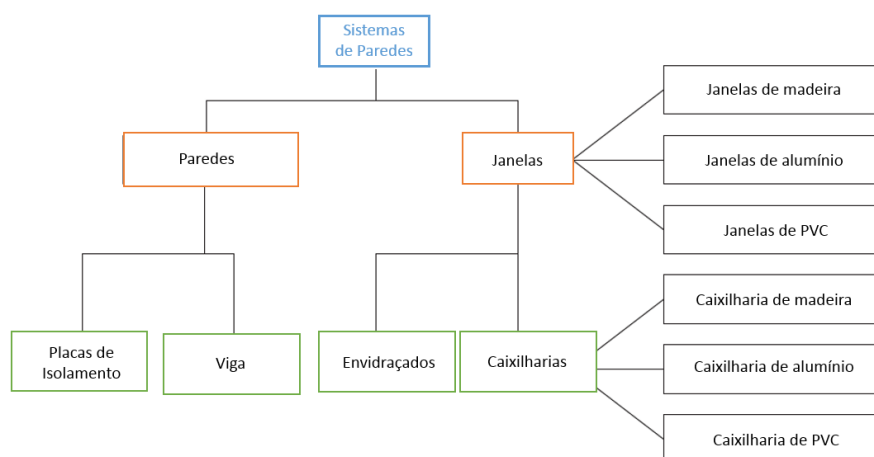 Sistemas
de Paredes
Janelas de madeira
Paredes
Janelas
Janelas de alumínio
Janelas de PVC
Caixilharia de madeira
Placas de
Isolamento
Viga
Envidraçados
Caixilharias
Caixilharia de alumínio
Caixilharia de PVC